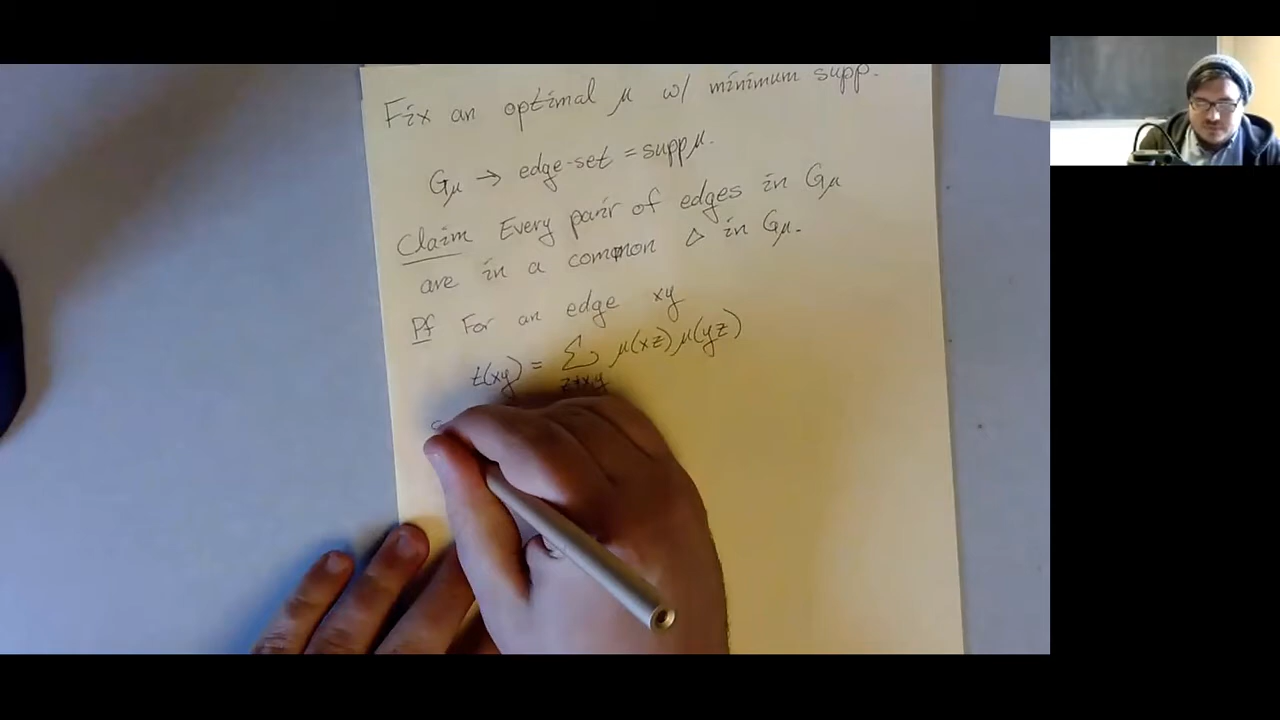 Fix an optimal μ w/ minimum supp.
Gμ → edge-set = supp μ.
Claim Every pair of edges in Gμ
are in a common △ in Gμ.
Pf For an edge xy
t(xy) = Σ μ(xz) μ(yz)
z≠x,y